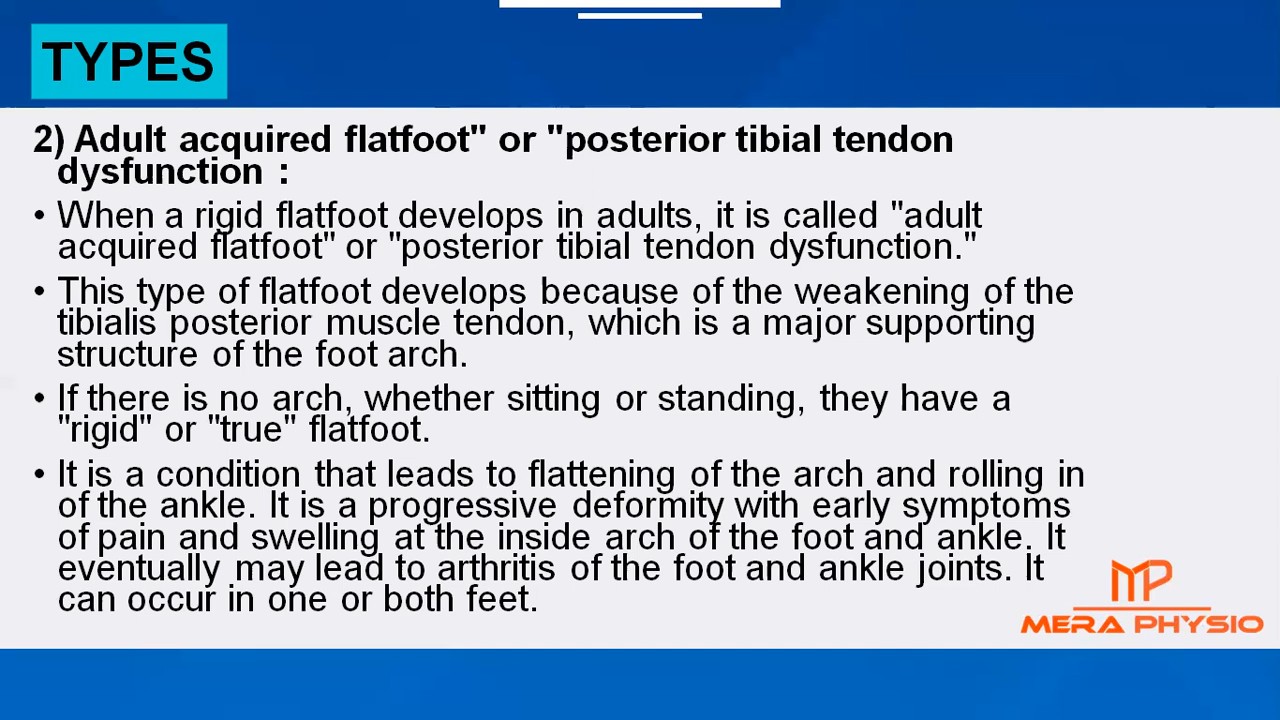 TYPES
2) Adult acquired flatfoot" or "posterior tibial tendon
dysfunction :
• When a rigid flatfoot develops in adults, it is called "adult
acquired flatfoot" or "posterior tibial tendon dysfunction."
• This type of flatfoot develops because of the weakening of the
tibialis posterior muscle tendon, which is a major supporting
structure of the foot arch.
• If there is no arch, whether sitting or standing, they have a
"rigid" or "true" flatfoot.
• It is a condition that leads to flattening of the arch and rolling in
of the ankle. It is a progressive deformity with early symptoms
of pain and swelling at the inside arch of the foot and ankle. It
eventually may lead to arthritis of the foot and ankle joints. It
can occur in one or both feet.
MP
MERA PHYSIO